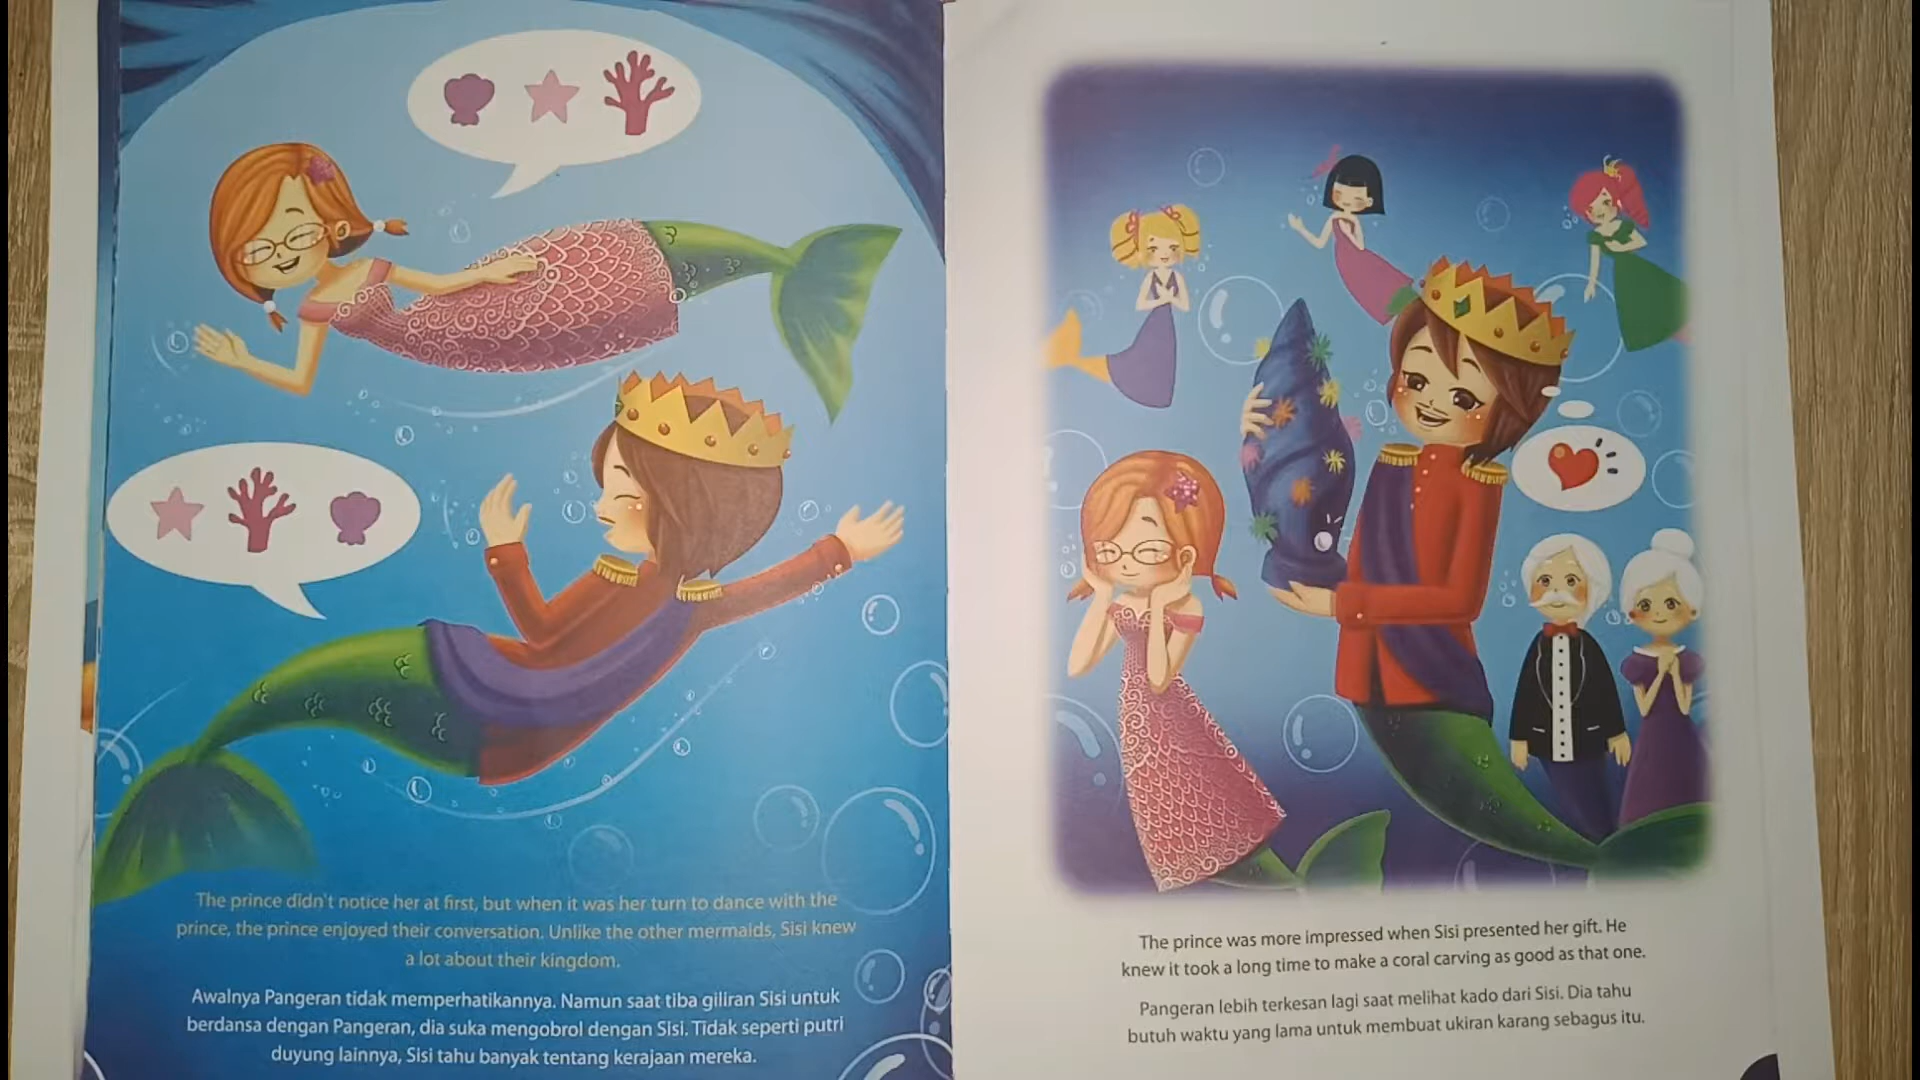 The prince didn't notice her at first, but when it was her turn to dance with the
prince, the prince enjoyed their conversation. Unlike the other mermaids, Sisi knew
a lot about their kingdom.
Awalnya Pangeran tidak memperhatikannya. Namun saat tiba giliran Sisi untuk
berdansa dengan Pangeran, dia suka mengobrol dengan Sisi. Tidak seperti putri
duyung lainnya, Sisi tahu banyak tentang kerajaan mereka.
The prince was more impressed when Sisi presented her gift. He
knew it took a long time to make a coral carving as good as that one.
Pangeran lebih terkesan lagi saat melihat kado dari Sisi. Dia tahu
butuh waktu yang lama untuk membuat ukiran karang sebagus itu.